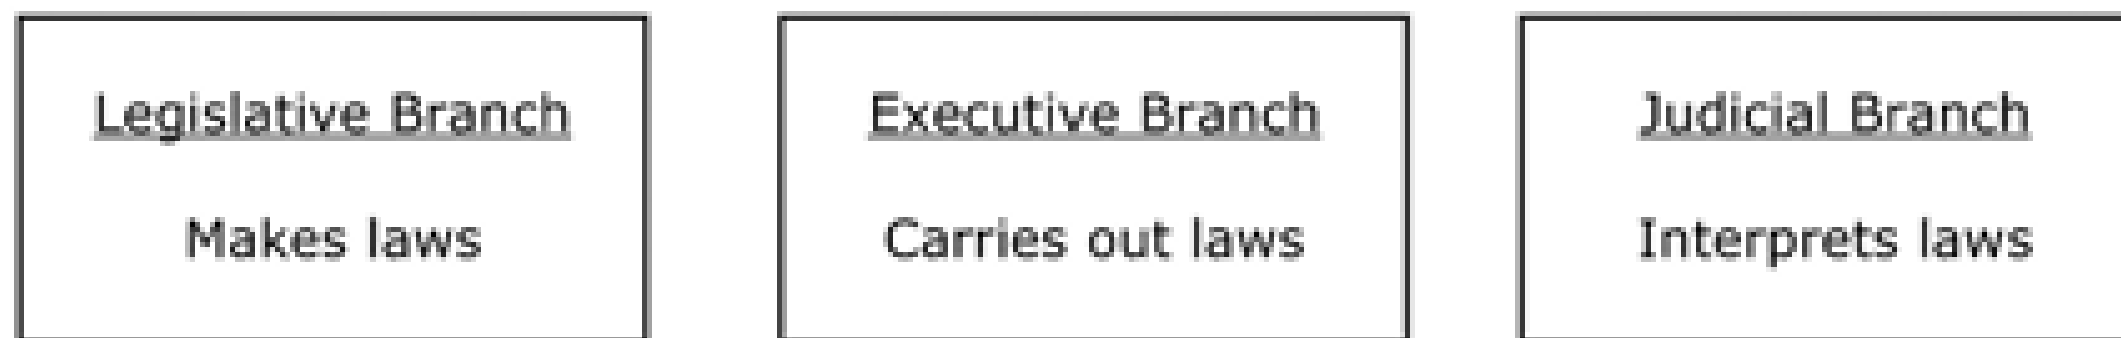 Legislative Branch
Makes laws
Executive Branch
Carries out laws
Judicial Branch
Interprets laws